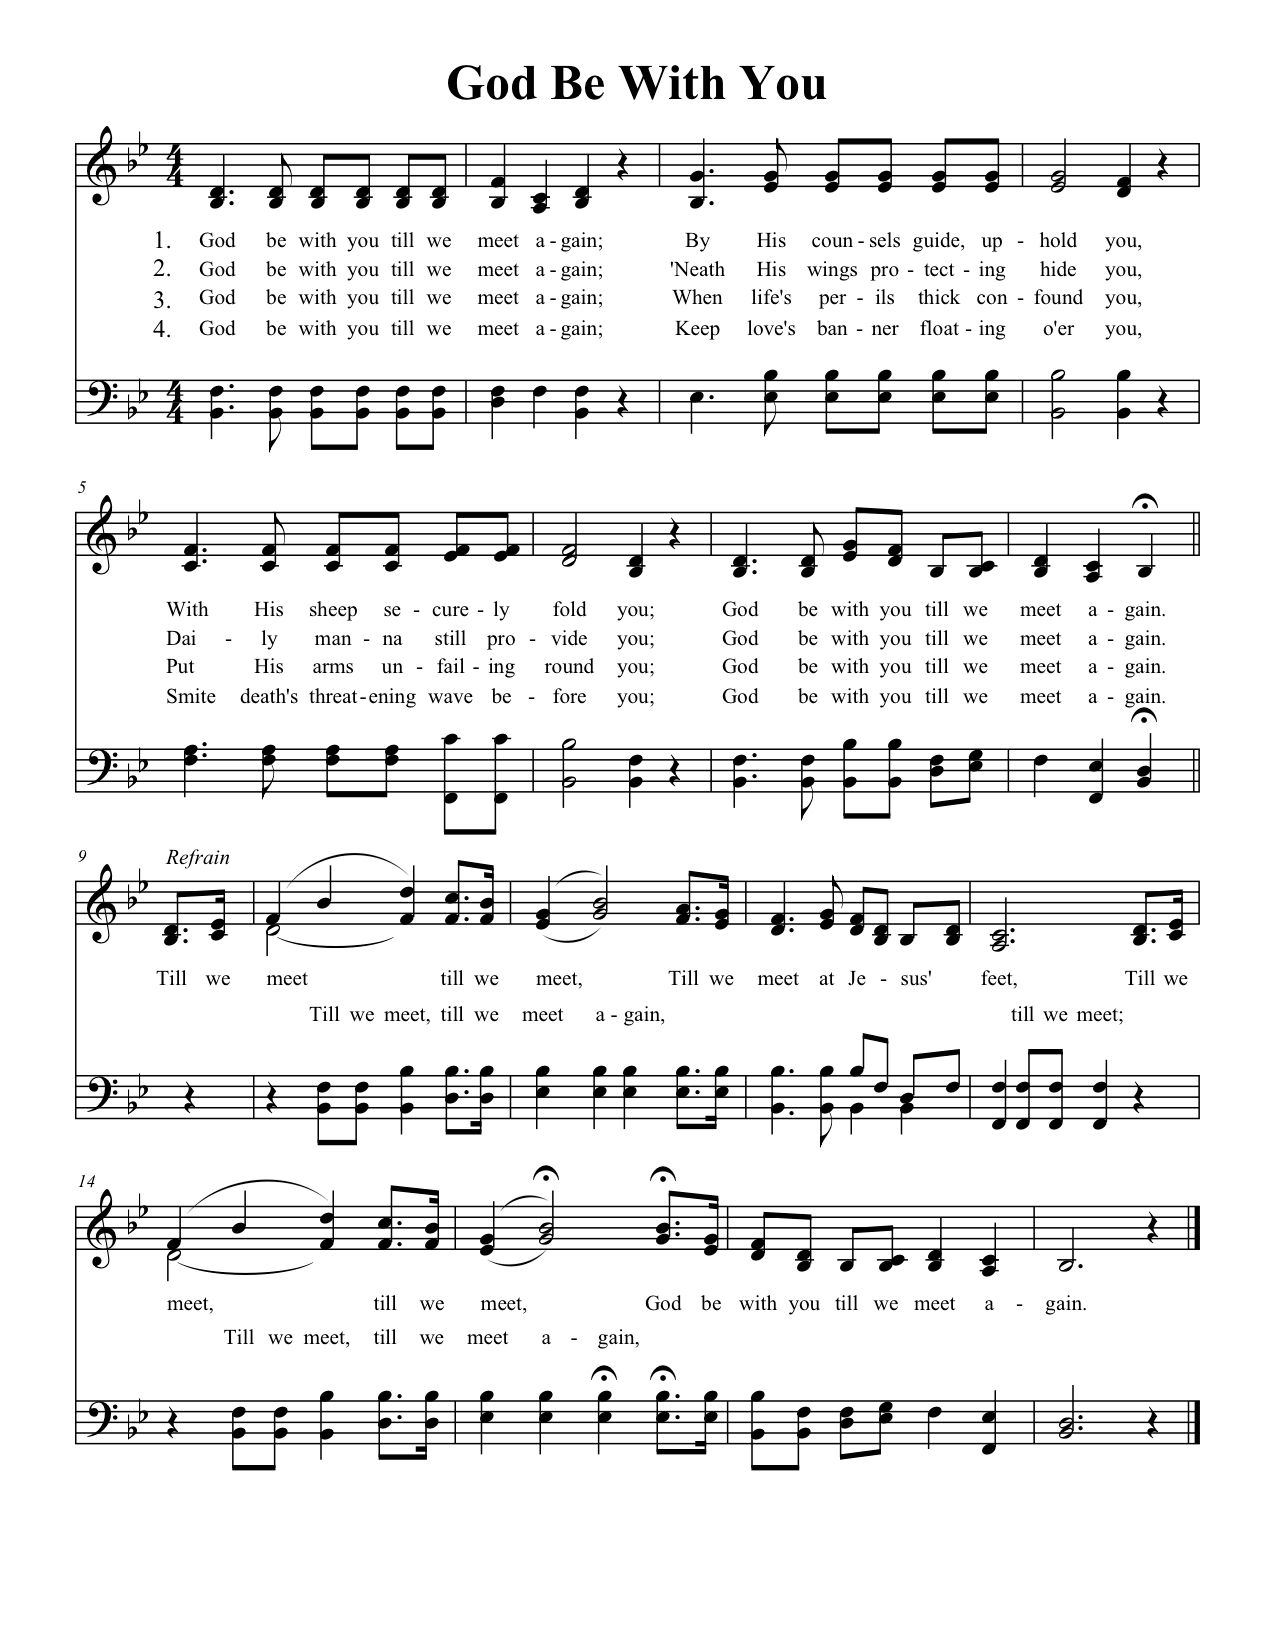 God Be With You
4 4
1. God be with you till we meet a - gain; By His coun - sels guide, up - hold you,
2. God be with you till we meet a - gain; 'Neath His wings pro - tect - ing hide you,
3. God be with you till we meet a - gain; When life's per - ils thick con - found you,
4. God be with you till we meet a - gain; Keep love's ban - ner float - ing o'er you,
4 4
5
With His sheep se - cure - ly fold you; God be with you till we meet a - gain.
Dai - ly man - na still pro - vide you; God be with you till we meet a - gain.
Put His arms un - fail - ing round you; God be with you till we meet a - gain.
Smite death's threat - ening wave be - fore you; God be with you till we meet a - gain.
9 Refrain
Till we meet till we meet, Till we meet at Je - sus' feet, Till we
Till we meet, till we meet a - gain, till we meet;
14
meet, till we meet, God be with you till we meet a - gain.
Till we meet, till we meet a - gain,